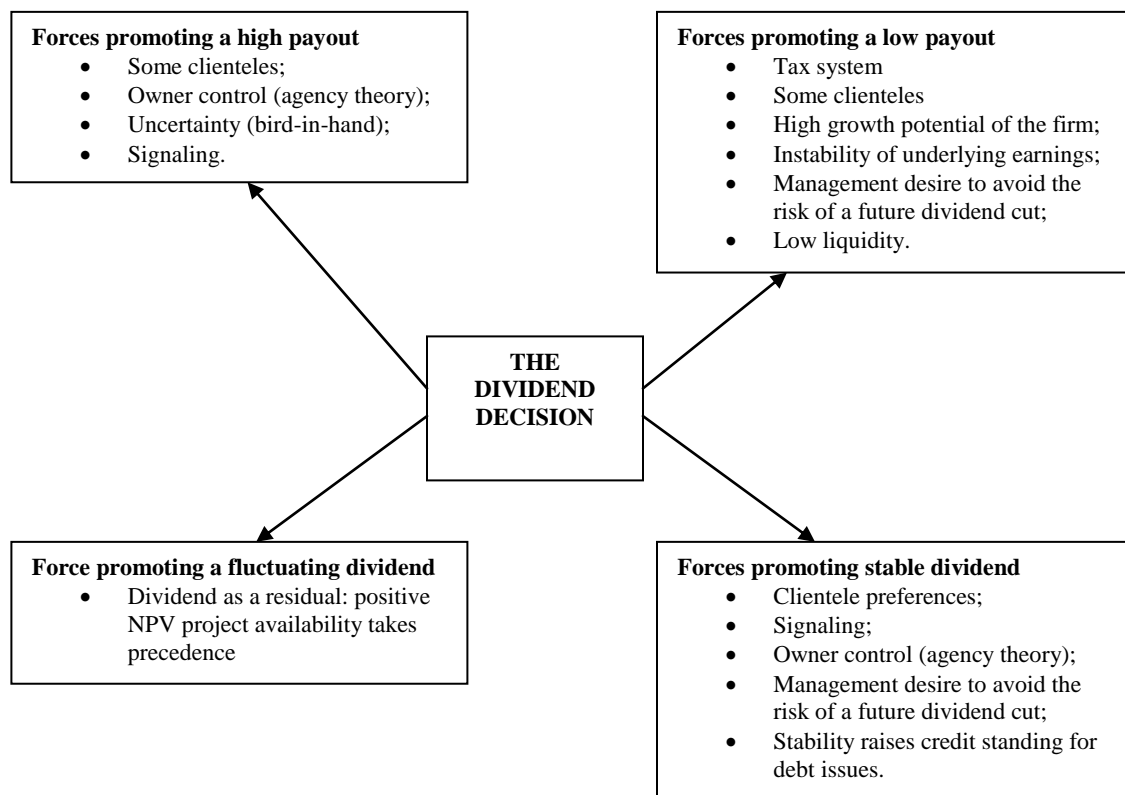 Forces promoting a high payout
• Some clienteles;
• Owner control (agency theory);
• Uncertainty (bird-in-hand);
• Signaling.
Forces promoting a low payout
• Tax system
• Some clienteles
• High growth potential of the firm;
• Instability of underlying earnings;
• Management desire to avoid the
risk of a future dividend cut;
• Low liquidity.
THE
DIVIDEND
DECISION
Force promoting a fluctuating dividend
• Dividend as a residual: positive
NPV project availability takes
precedence
Forces promoting stable dividend
• Clientele preferences;
• Signaling;
• Owner control (agency theory);
• Management desire to avoid the
risk of a future dividend cut;
• Stability raises credit standing for
debt issues.